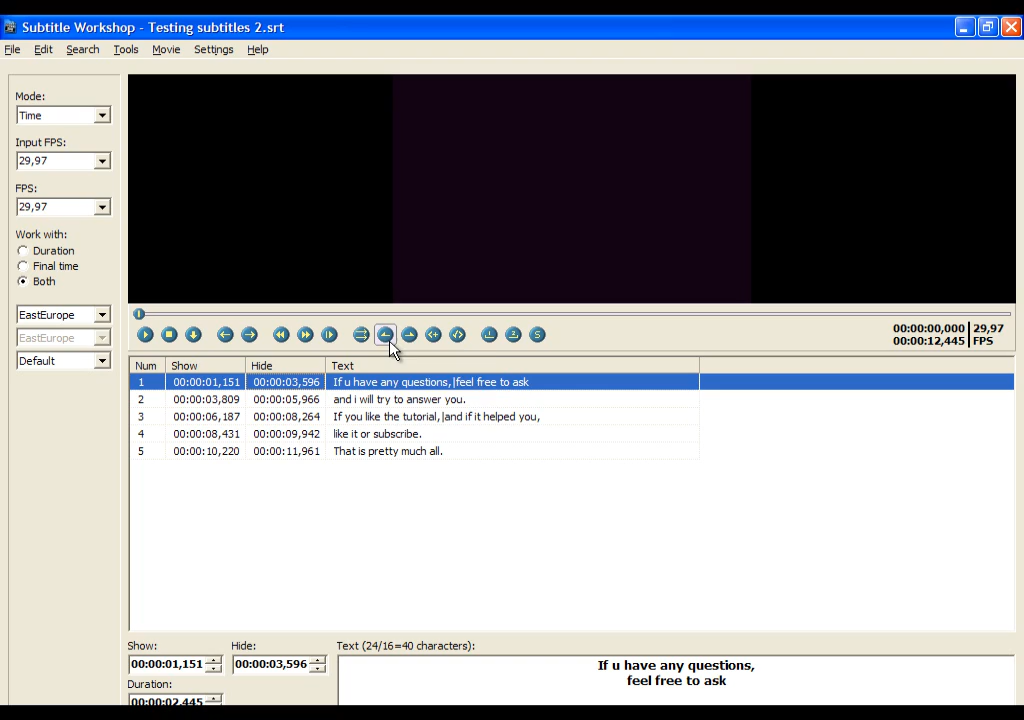 Subtitle Workshop - Testing subtitles 2.srt
File Edit Search Tools Movie Settings Help
Mode:
Time
Input FPS:
29,97
FPS:
29,97
Work with:
Duration
Final time
Both
EastEurope
EastEurope
Default
00:00:00,000 29,97
00:00:12,445 FPS
Num Show Hide Text
1 00:00:01,151 00:00:03,596 If u have any questions,|feel free to ask
2 00:00:03,809 00:00:05,966 and i will try to answer you.
3 00:00:06,187 00:00:08,264 If you like the tutorial,|and if it helped you,
4 00:00:08,431 00:00:09,942 like it or subscribe.
5 00:00:10,220 00:00:11,961 That is pretty much all.
Show: Hide: Text (24/16=40 characters):
00:00:01,151 00:00:03,596
If u have any questions,
feel free to ask
Duration:
00:00:02,445